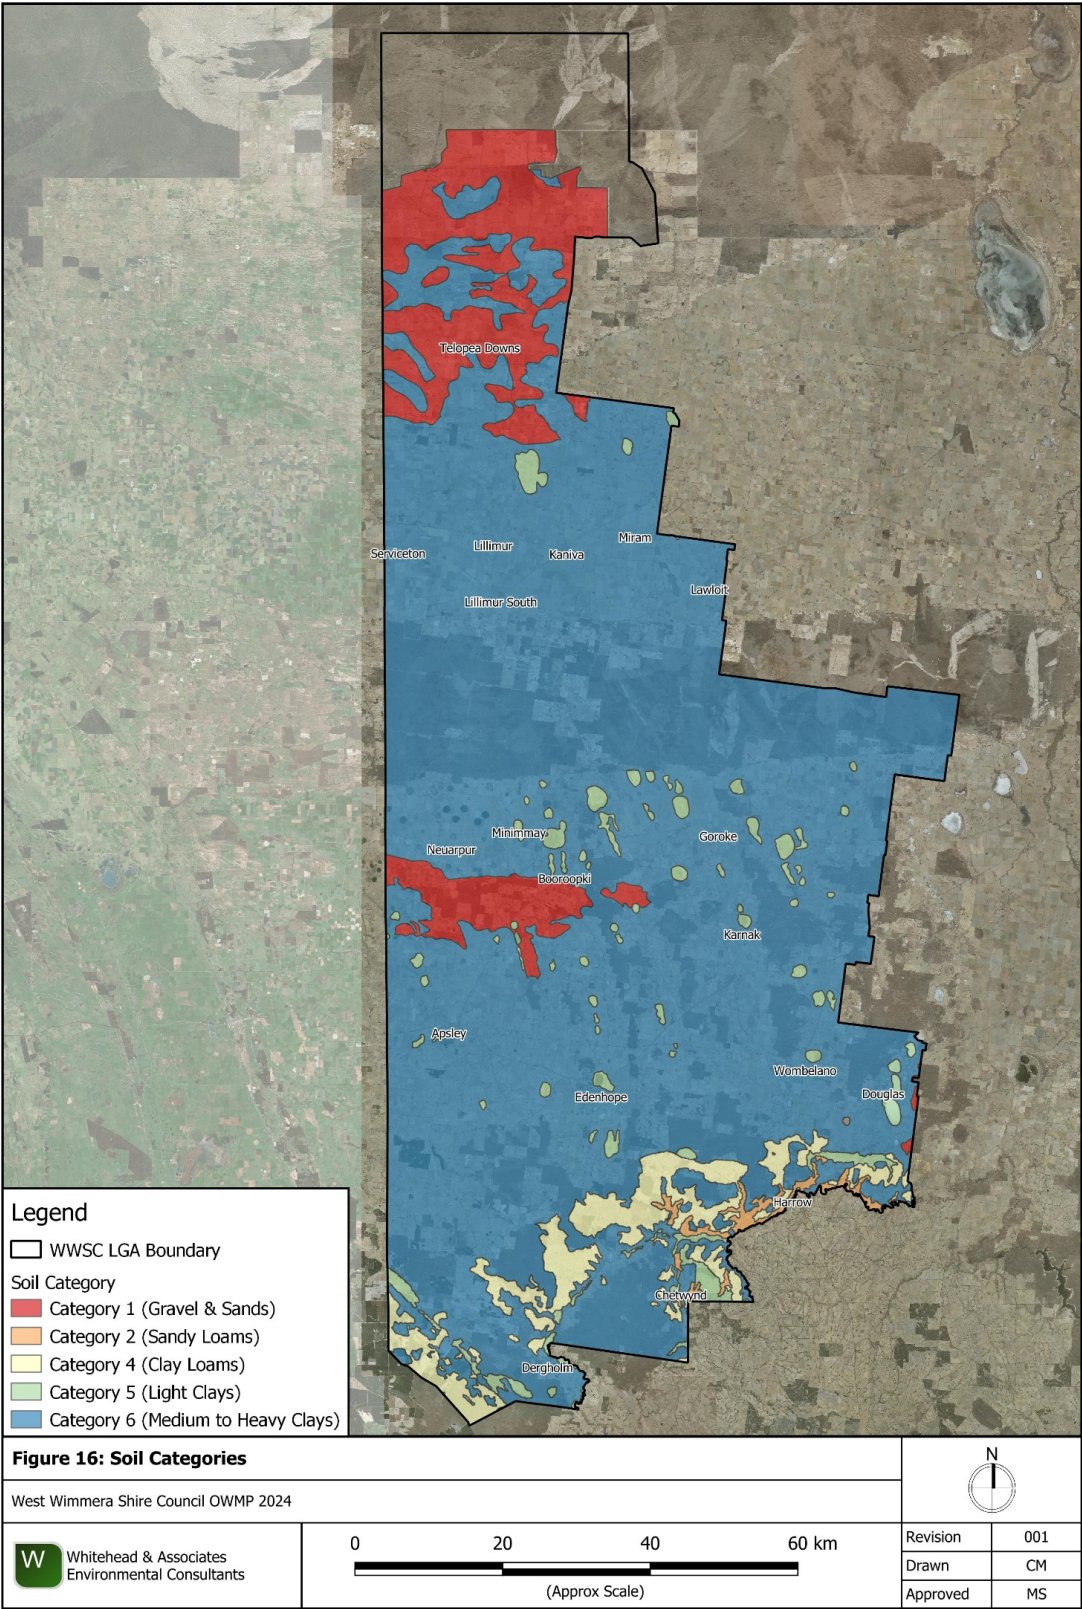 Telopea Downs
Serviceton
Lillimur
Kaniva
Miram
Lillimur South
Lawloit
Minimmay
Neuarpur
Goroke
Booroopki
Karnak
Apsley
Wombelano
Edenhope
Douglas
Harrow
Chetwynd
Dergholm
Legend
WWSC LGA Boundary
Soil Category
Category 1 (Gravel & Sands)
Category 2 (Sandy Loams)
Category 4 (Clay Loams)
Category 5 (Light Clays)
Category 6 (Medium to Heavy Clays)
Figure 16: Soil Categories
West Wimmera Shire Council OWMP 2024
N
W
Whitehead & Associates
Environmental Consultants
0 20 40 60 km
(Approx Scale)
Revision 001
Drawn CM
Approved MS